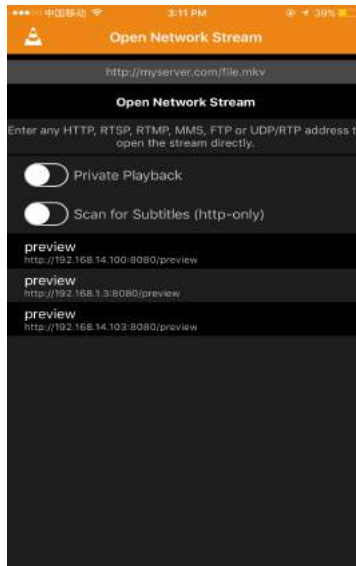 中国移动 3:11 PM 39%
Open Network Stream
http://myserver.com/file.mkv
Open Network Stream
Enter any HTTP, RTSP, RTMP, MMS, FTP or UDP/RTP address t
open the stream directly.
Private Playback
Scan for Subtitles (http-only)
preview
http://192.168.14.100:8080/preview
preview
http://192.168.1.3:8080/preview
preview
http://192.168.14.103:8080/preview